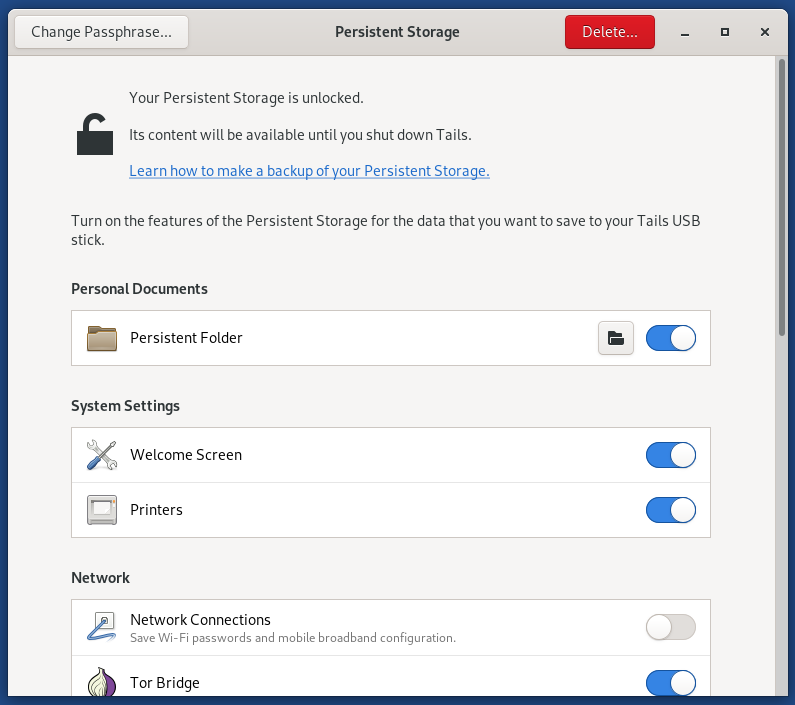 Change Passphrase...
Persistent Storage
Delete...
Your Persistent Storage is unlocked.
Its content will be available until you shut down Tails.
Learn how to make a backup of your Persistent Storage.
Turn on the features of the Persistent Storage for the data that you want to save to your Tails USB
stick.
Personal Documents
Persistent Folder
System Settings
Welcome Screen
Printers
Network
Network Connections
Save Wi-Fi passwords and mobile broadband configuration.
Tor Bridge